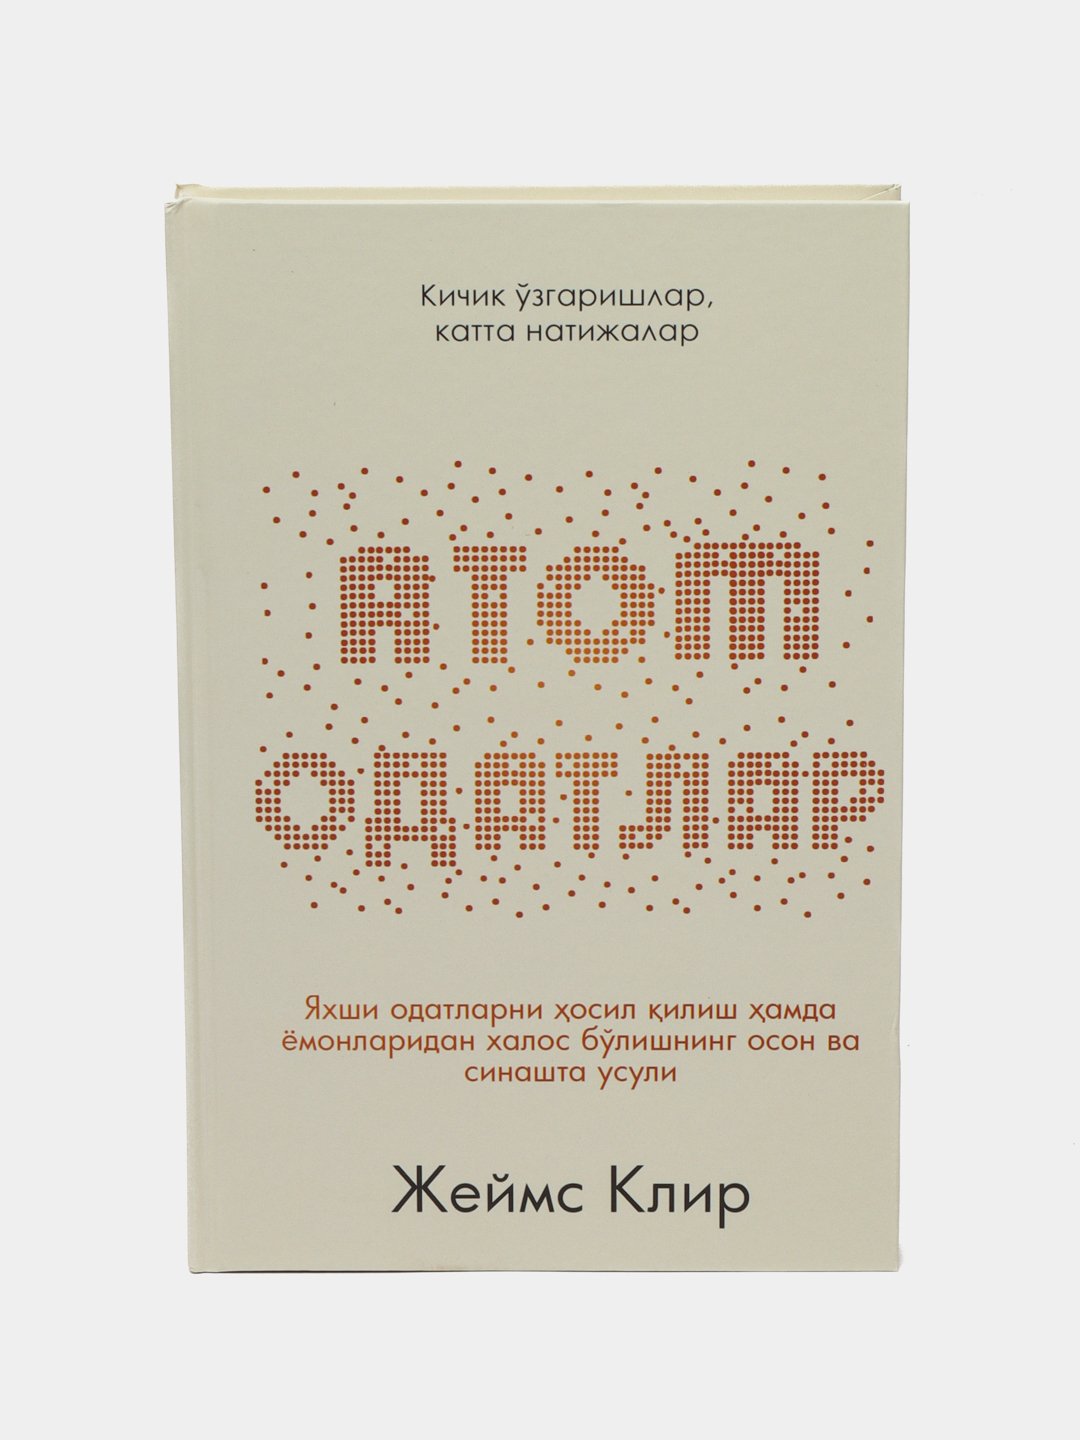 Кичик ўзгаришлар,
катта натижалар
АТОМ
ОДАТЛАР
Яхши одатларни ҳосил қилиш ҳамда
ёмонларидан халос бўлишнинг осон ва
синашта усули
Жеймс Клир